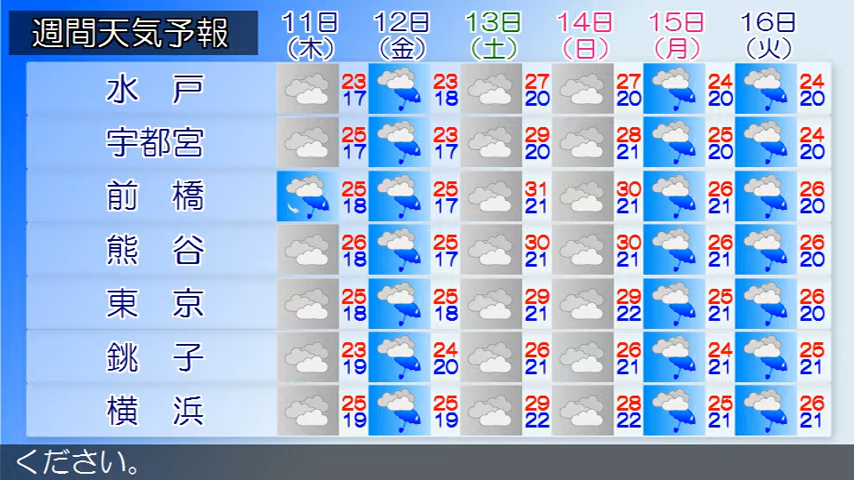 週間天気予報 11日(木) 12日(金) 13日(土) 14日(日) 15日(月) 16日(火)
水戸 23 17 23 18 27 20 27 20 24 20 24 20
宇都宮 25 17 23 17 29 20 28 21 25 20 24 20
前橋 25 18 25 17 31 21 30 21 26 21 26 20
熊谷 26 18 25 17 30 21 30 21 26 21 26 20
東京 25 18 25 18 29 21 29 22 25 21 26 20
銚子 23 19 24 20 26 21 26 21 24 21 25 21
横浜 25 19 25 19 29 22 28 22 25 21 26 21
ください。